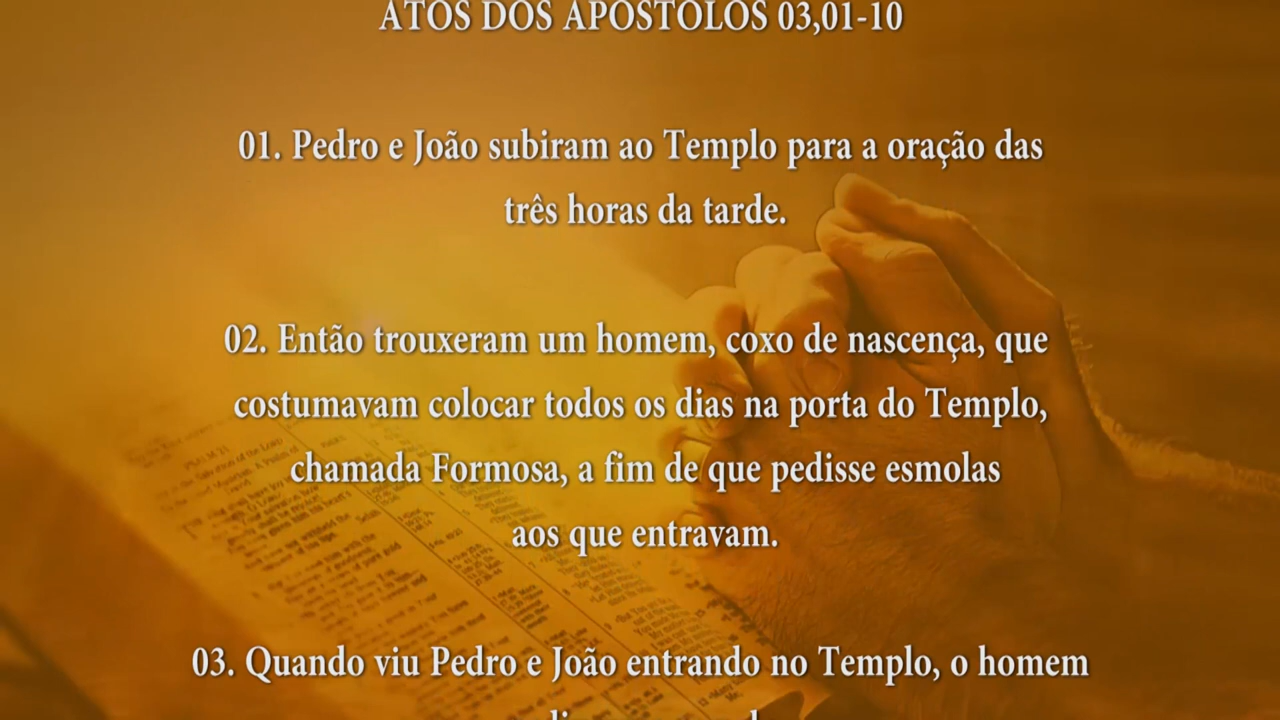 ATOS DOS APÓSTOLOS 03,01-10
01. Pedro e João subiram ao Templo para a oração das
três horas da tarde.
02. Então trouxeram um homem, coxo de nascença, que
costumavam colocar todos os dias na porta do Templo,
chamada Formosa, a fim de que pedisse esmolas
aos que entravam.
03. Quando viu Pedro e João entrando no Templo, o homem